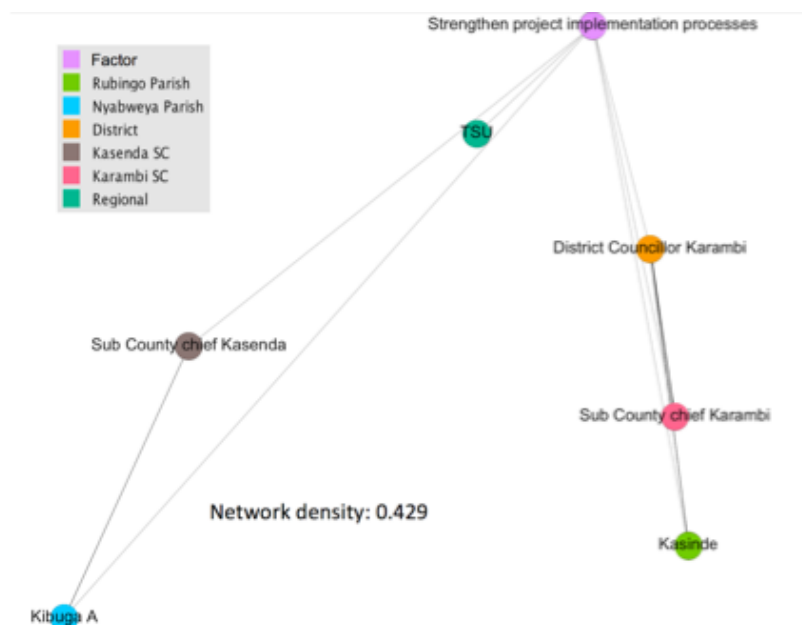 Strengthen project implementation processes
Factor
Rubingo Parish
Nyabweya Parish
District
Kasenda SC
Karambi SC
Regional
TSU
District Councillor Karambi
Sub County chief Kasenda
Sub County chief Karambi
Network density: 0.429
Kasinde
Kibuga A